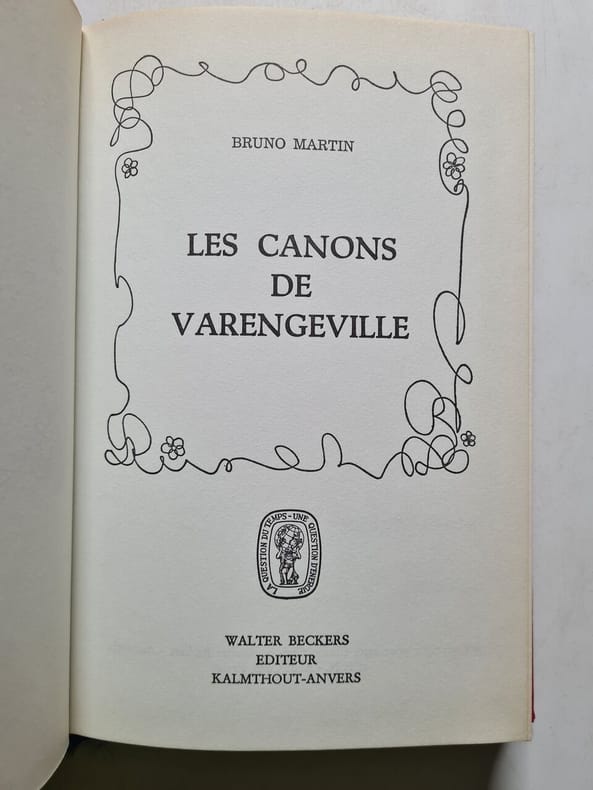 BRUNO MARTIN
LES CANONS
DE
VARENGEVILLE
LA QUESTION DU TEMPS - UNE QUESTION D'ENERGIE
WALTER BECKERS
EDITEUR
KALMTHOUT-ANVERS